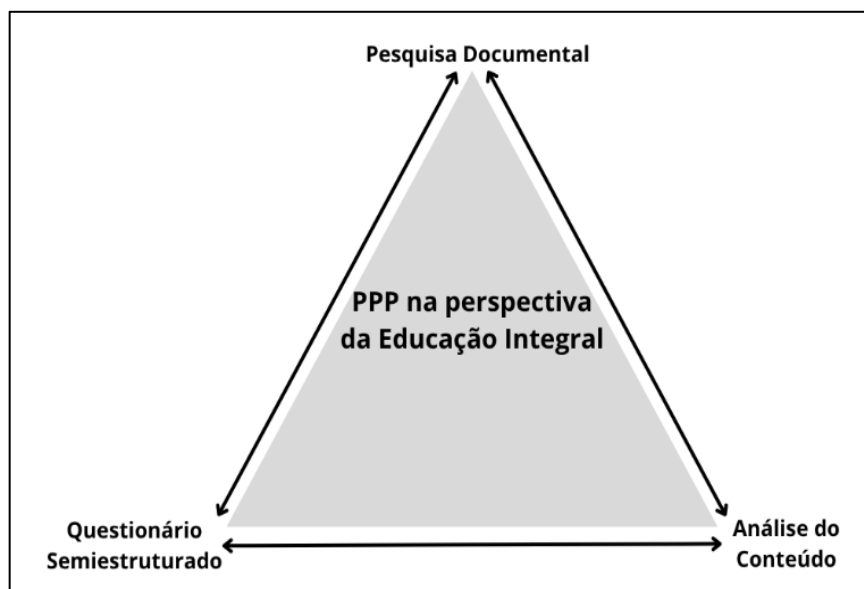 Pesquisa Documental
PPP na perspectiva
da Educação Integral
Questionário
Semiestruturado
Análise do
Conteúdo